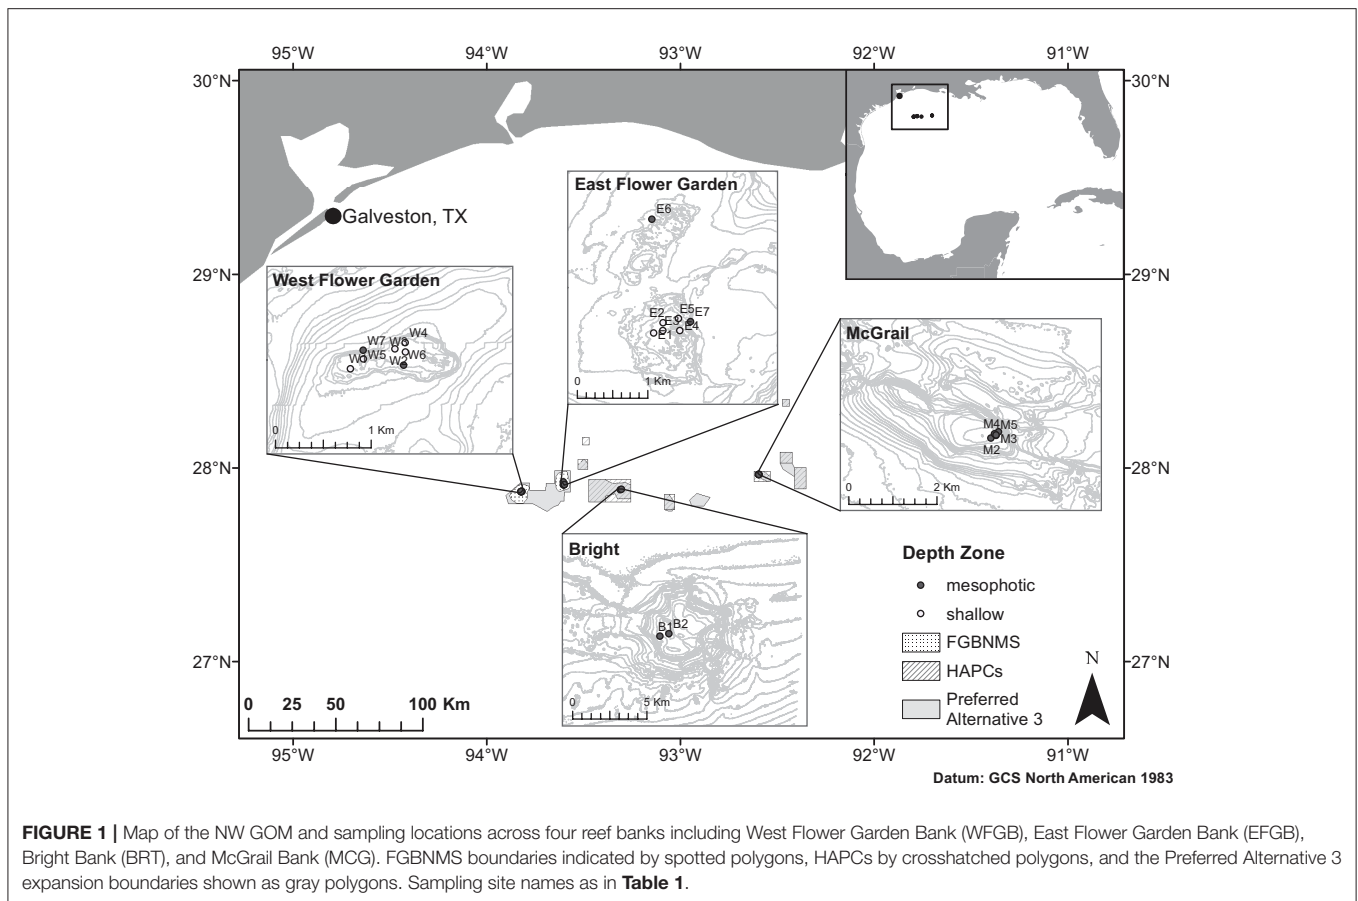 95°W 94°W 93°W 92°W 91°W
30°N 30°N
Galveston, TX
29°N 29°N
East Flower Garden
E6
E2 E5 E7
E3 E4
E1
0 1 Km
West Flower Garden
W4
W7 W8
W5 W6
0 1 Km
McGrail
M4 M5
M3
M2
0 2 Km
28°N 28°N
Bright
B1 B2
0 5 Km
Depth Zone
mesophotic
shallow
FGBNMS
HAPCs
Preferred
Alternative 3
N
27°N 27°N
0 25 50 100 Km
95°W 94°W 93°W 92°W 91°W
Datum: GCS North American 1983
FIGURE 1 | Map of the NW GOM and sampling locations across four reef banks including West Flower Garden Bank (WFGB), East Flower Garden Bank (EFGB),
Bright Bank (BRT), and McGrail Bank (MCG). FGBNMS boundaries indicated by spotted polygons, HAPCs by crosshatched polygons, and the Preferred Alternative 3
expansion boundaries shown as gray polygons. Sampling site names as in Table 1.